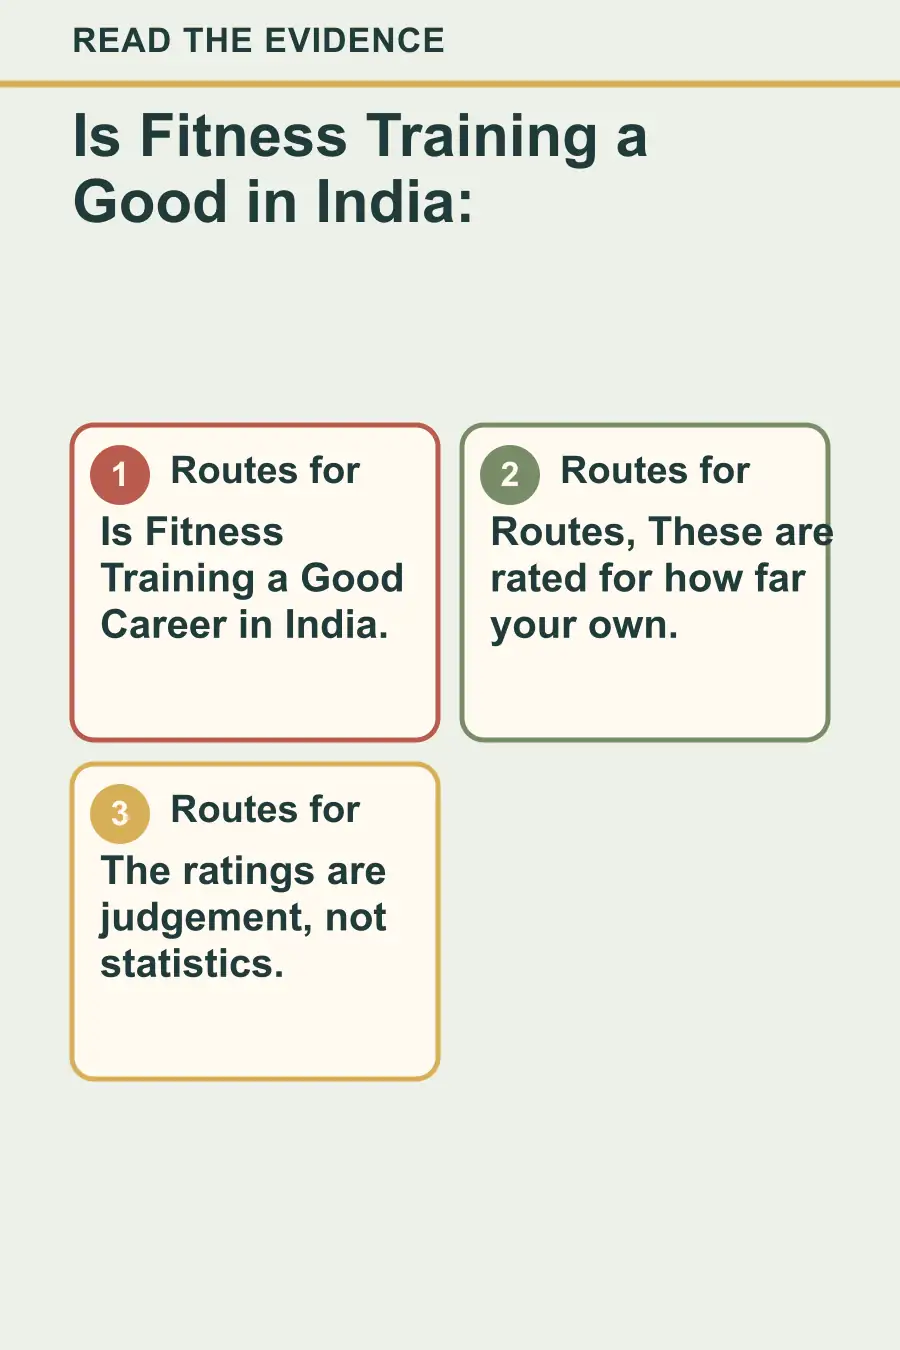 READ THE EVIDENCE
Is Fitness Training a
Good in India:
1 Routes for
Is Fitness
Training a Good
Career in India.
2 Routes for
Routes, These are
rated for how far
your own.
3 Routes for
The ratings are
judgement, not
statistics.